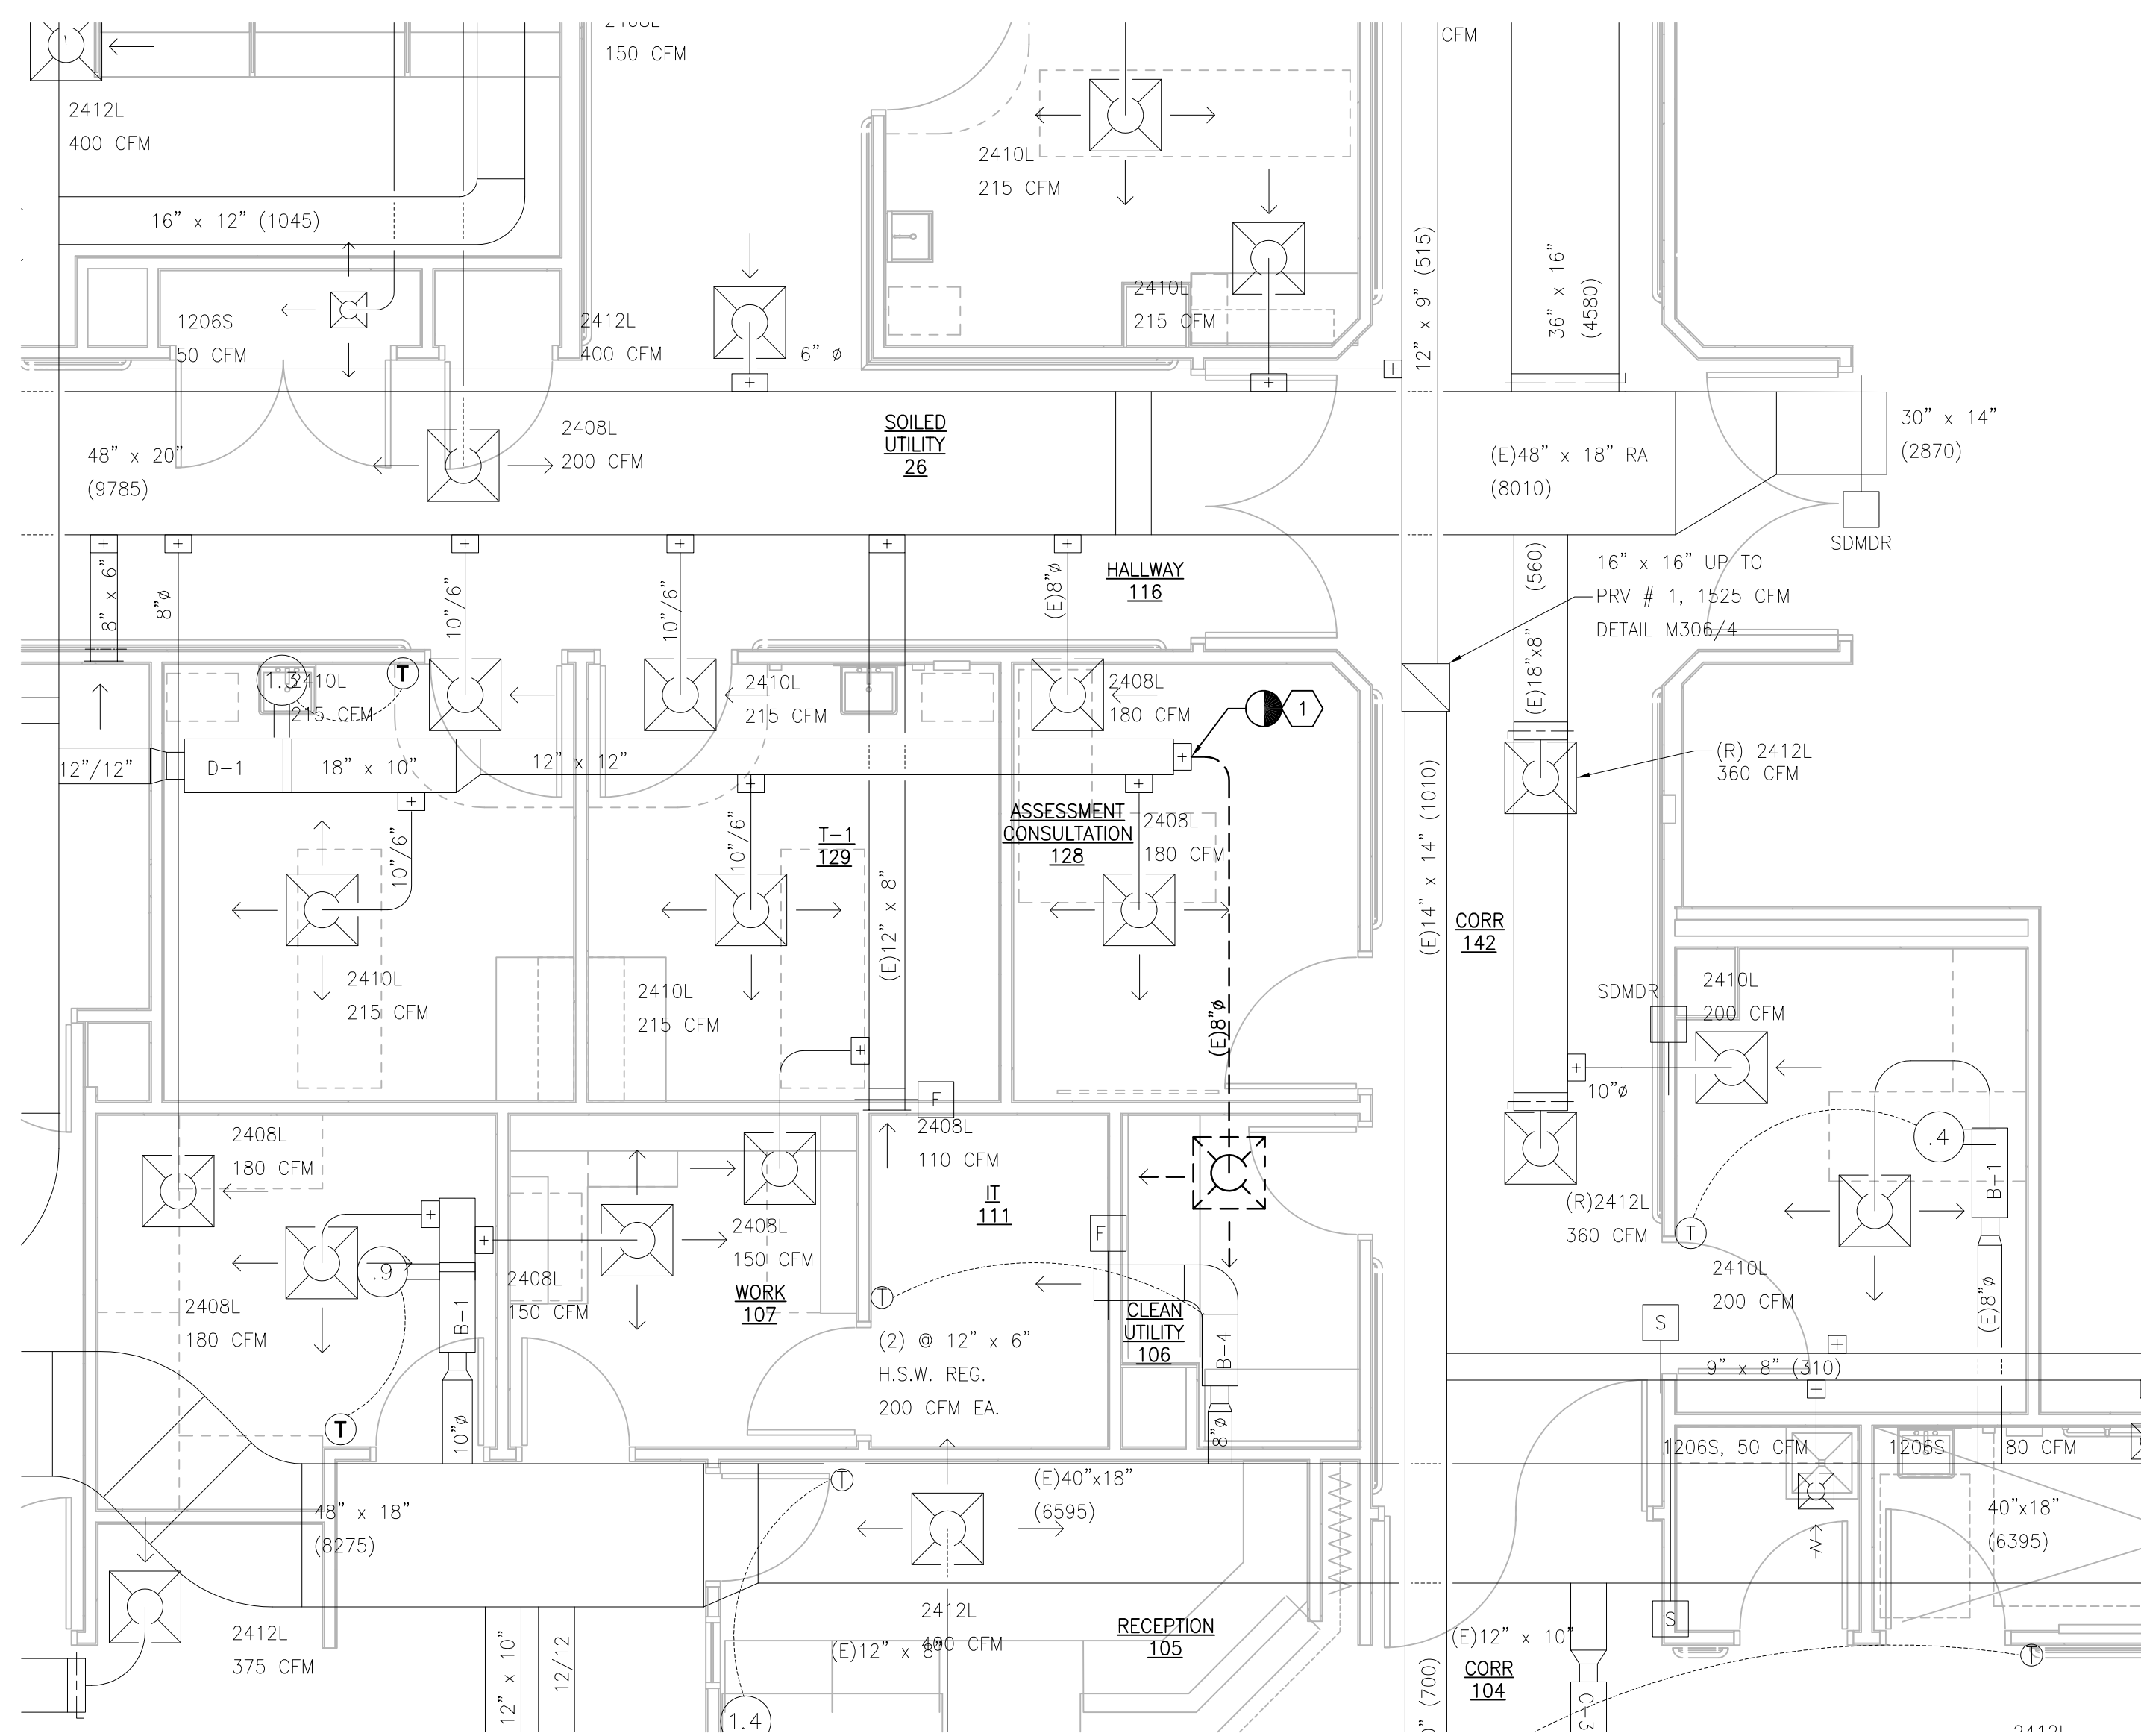 150 CFM
CFM
2412L
400 CFM
2410L
215 CFM
16" x 12" (1045)
12" x 9" (515)
36" x 16"
(4580)
2410L
215 CFM
1206S
50 CFM
2412L
400 CFM
6" ø
48" x 20"
(9785)
2408L
200 CFM
SOILED
UTILITY
26
(E)48" x 18" RA
(8010)
30" x 14"
(2870)
SDMDR
8" x 6"
8"ø
10"/6"
10"/6"
(E)8"ø
HALLWAY
116
(560)
(E)18"x8"
16" x 16" UP TO
PRV # 1, 1525 CFM
DETAIL M306/4
1.3
2410L
215 CFM
T
2410L
215 CFM
2408L
180 CFM
1
12"/12"
D-1
18" x 10"
12" x 12"
(R) 2412L
360 CFM
10"/6"
10"/6"
T-1
129
ASSESSMENT
CONSULTATION
128
2408L
180 CFM
(E)14" x 14" (1010)
(E)12" x 8"
CORR
142
2410L
215 CFM
2410L
215 CFM
(E)8"ø
SDMDR
2410L
200 CFM
10"ø
F
2408L
110 CFM
2408L
180 CFM
.4
B-1
IT
111
(R)2412L
360 CFM
T
F
2408L
150 CFM
WORK
107
.9
2408L
150 CFM
2408L
180 CFM
B-1
T
CLEAN
UTILITY
106
B-4
2410L
200 CFM
(E)8"ø
S
(2) @ 12" x 6"
H.S.W. REG.
200 CFM EA.
9" x 8" (310)
T
10"ø
8"ø
1206S, 50 CFM
1206S
80 CFM
T
(E)40"x18"
(6595)
48" x 18"
(8275)
40"x18"
(6395)
2412L
375 CFM
12" x 10"
12/12
2412L
400 CFM
(E)12" x 8"
RECEPTION
105
S
(E)12" x 10"
CORR
104
T
(700)
C-3
1.4